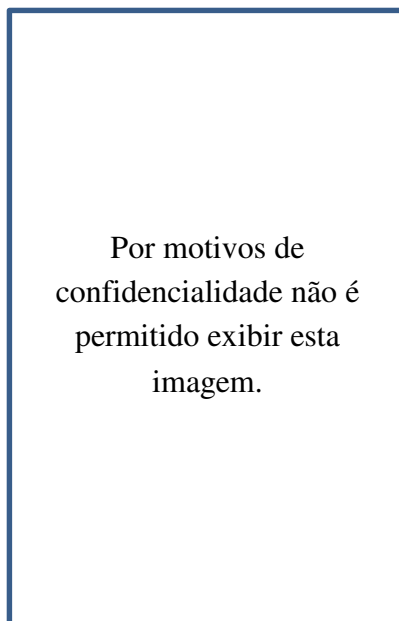 Por motivos de
confidencialidade não é
permitido exibir esta
imagem.